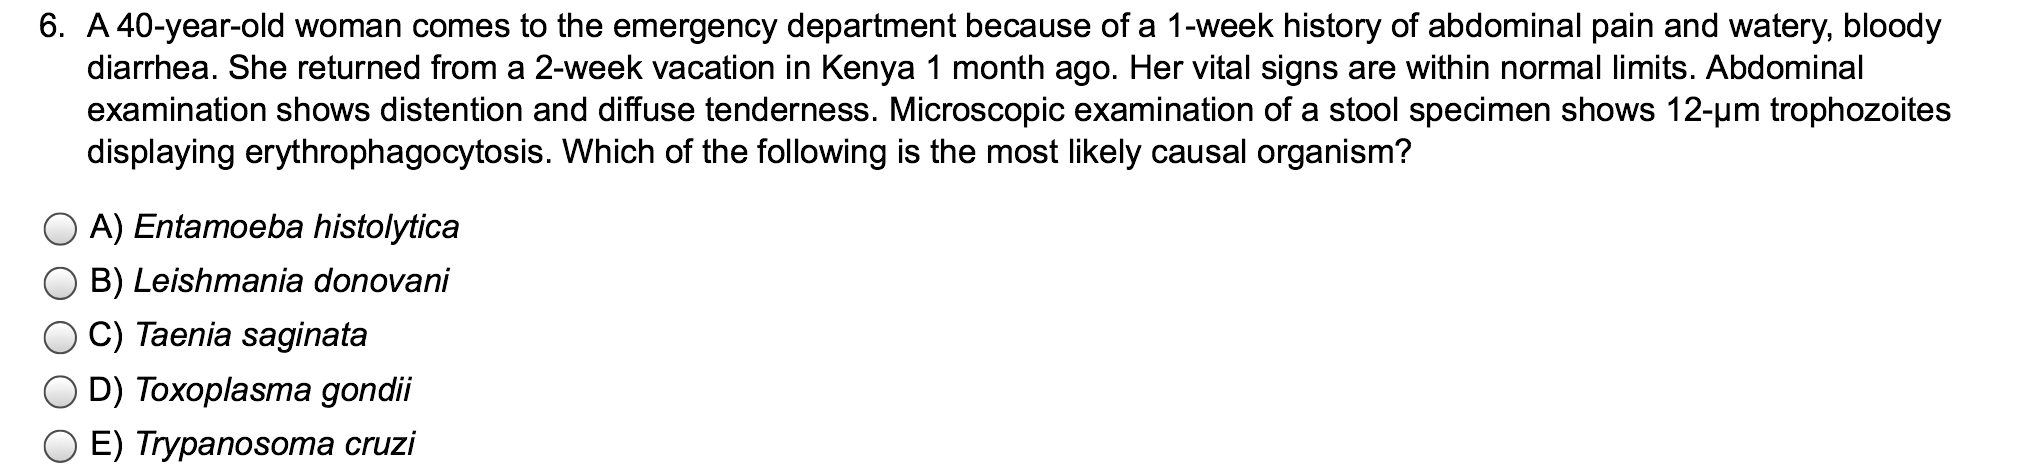 6. A 40-year-old woman comes to the emergency department because of a 1-week history of abdominal pain and watery, bloody
diarrhea. She returned from a 2-week vacation in Kenya 1 month ago. Her vital signs are within normal limits. Abdominal
examination shows distention and diffuse tenderness. Microscopic examination of a stool specimen shows 12-μm trophozoites
displaying erythrophagocytosis. Which of the following is the most likely causal organism?
A) Entamoeba histolytica
B) Leishmania donovani
C) Taenia saginata
D) Toxoplasma gondii
E) Trypanosoma cruzi